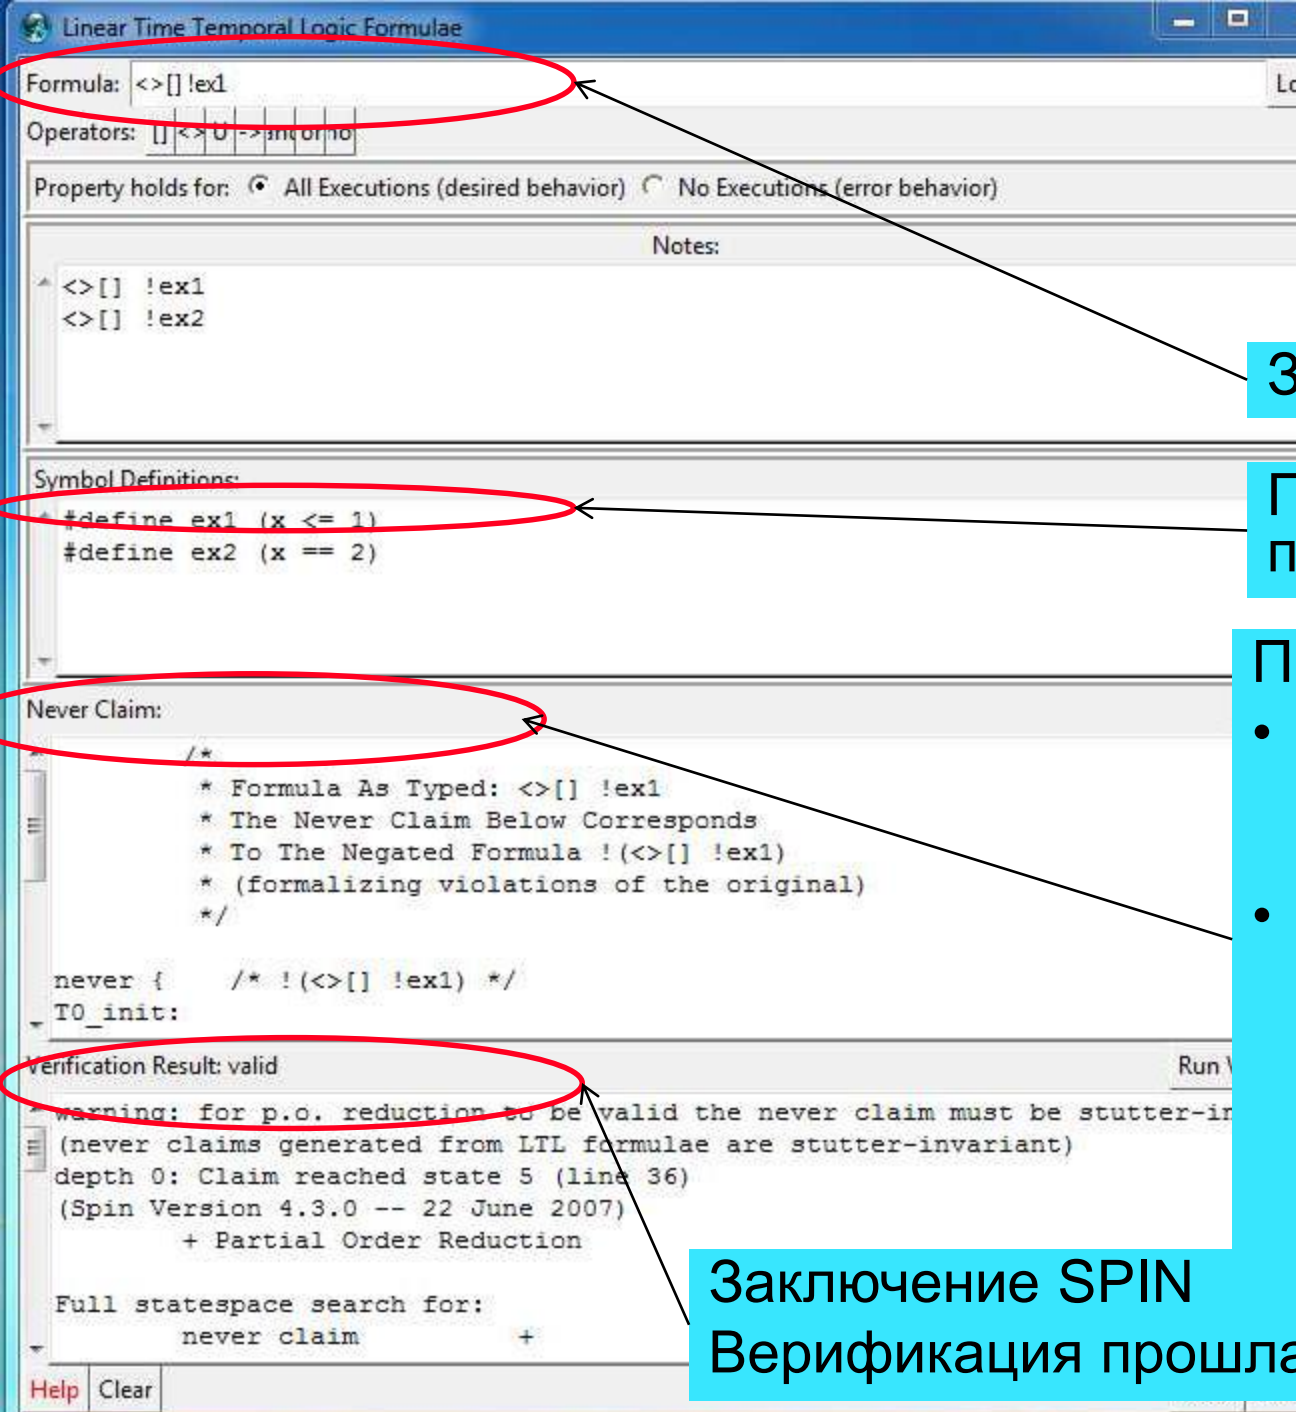 Linear Time Temporal Logic Formulae
Formula: <>[] !ex1
Operators: [] <> U -> and or no
Property holds for: All Executions (desired behavior) No Executions (error behavior)
Notes:
<>[] !ex1
<>[] !ex2
Symbol Definitions:
#define ex1 (x <= 1)
#define ex2 (x == 2)
Never Claim:
/*
* Formula As Typed: <>[] !ex1
* The Never Claim Below Corresponds
* To The Negated Formula !(<>[] !ex1)
* (formalizing violations of the original)
*/
never {    /* !(<>[] !ex1) */
T0_init:
Verification Result: valid
Run
warning: for p.o. reduction to be valid the never claim must be stutter-in
(never claims generated from LTL formulae are stutter-invariant)
depth 0: Claim reached state 5 (line 36)
(Spin Version 4.3.0 -- 22 June 2007)
+ Partial Order Reduction
Full statespace search for:
never claim +
Заключение SPIN
Верификация прошла
Help Clear